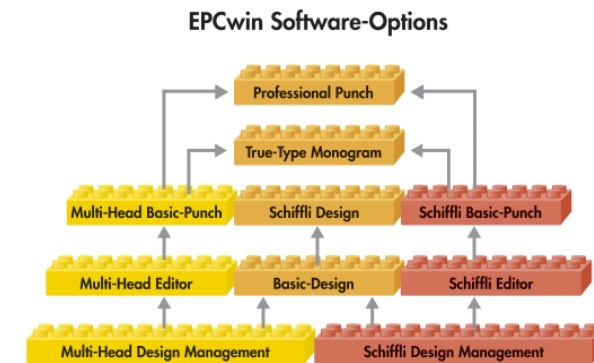 EPCwin Software-Options
Professional Punch
True-Type Monogram
Multi-Head Basic-Punch
Schiffli Design
Schiffli Basic-Punch
Multi-Head Editor
Basic-Design
Schiffli Editor
Multi-Head Design Management
Schiffli Design Management